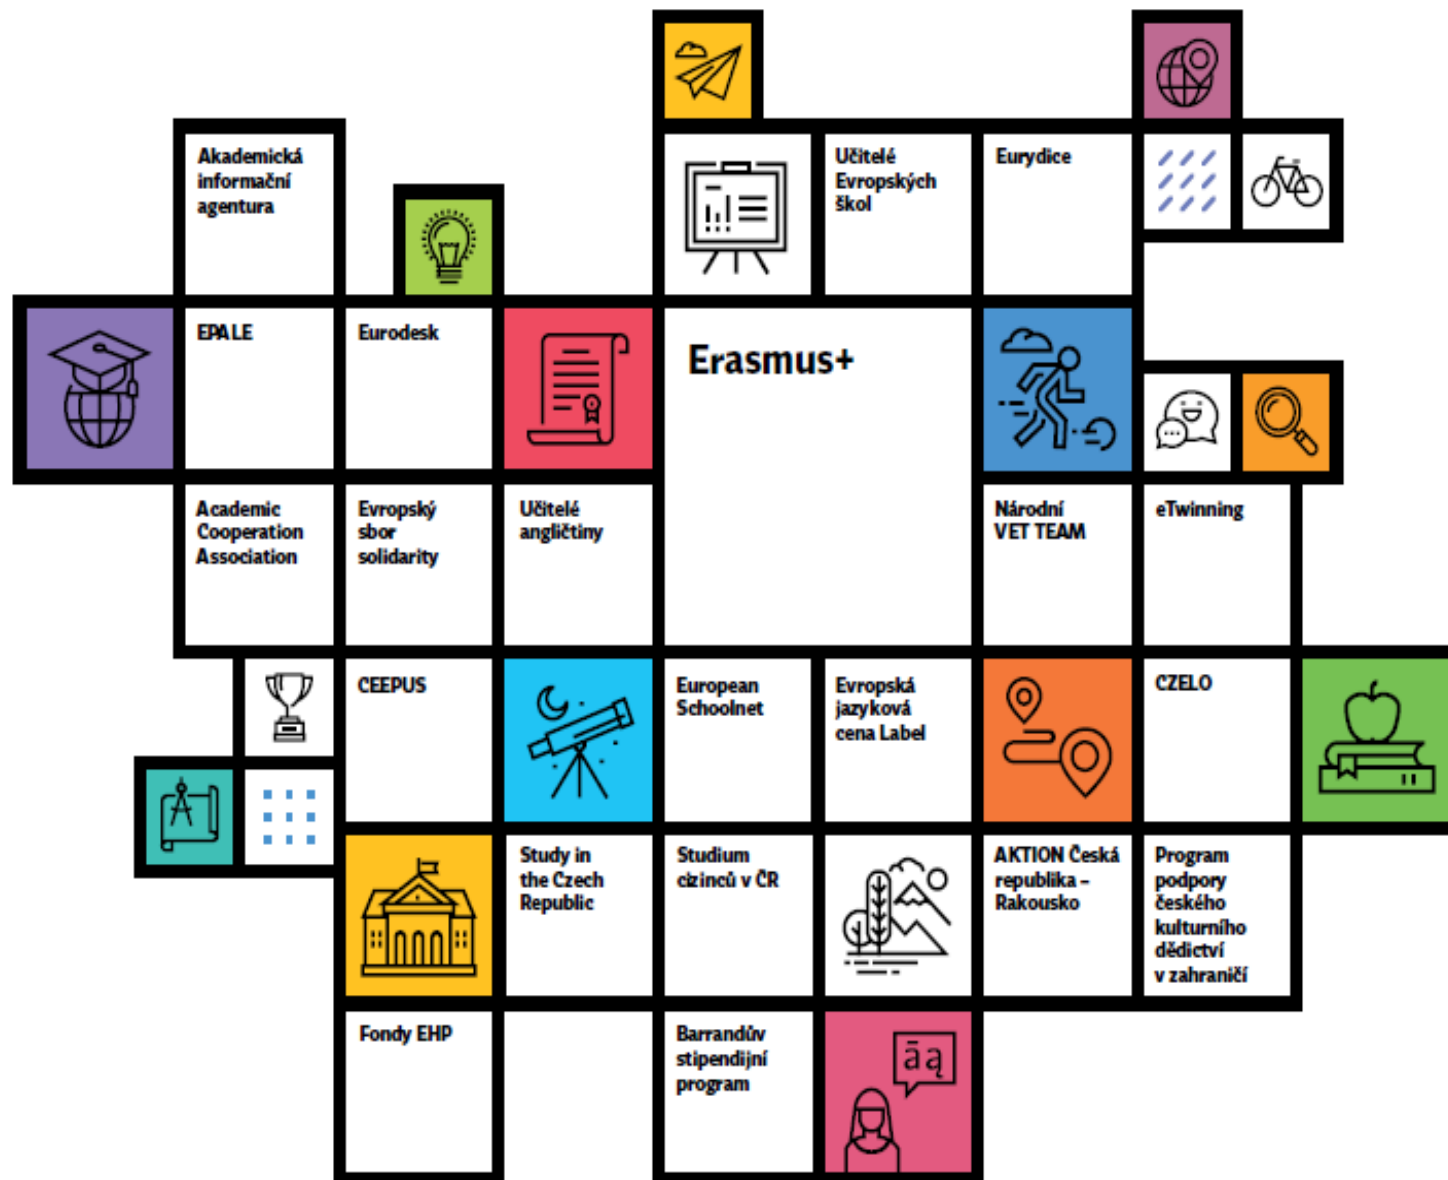 Akademická
informační
agentura
Učitelé
Evropských
škol
Eurydice
EPALE
Eurodesk
Erasmus+
Academic
Cooperation
Association
Evropský
sbor
solidarity
Učitelé
angličtiny
Národní
VET TEAM
eTwinning
CEEPUS
European
Schoolnet
Evropská
jazyková
cena Label
CZELO
Study in
the Czech
Republic
Studium
cizinců v ČR
AKTION Česká
republika –
Rakousko
Program
podpory
českého
kulturního
dědictví
v zahraničí
Fondy EHP
Barrandův
stipendijní
program
āą